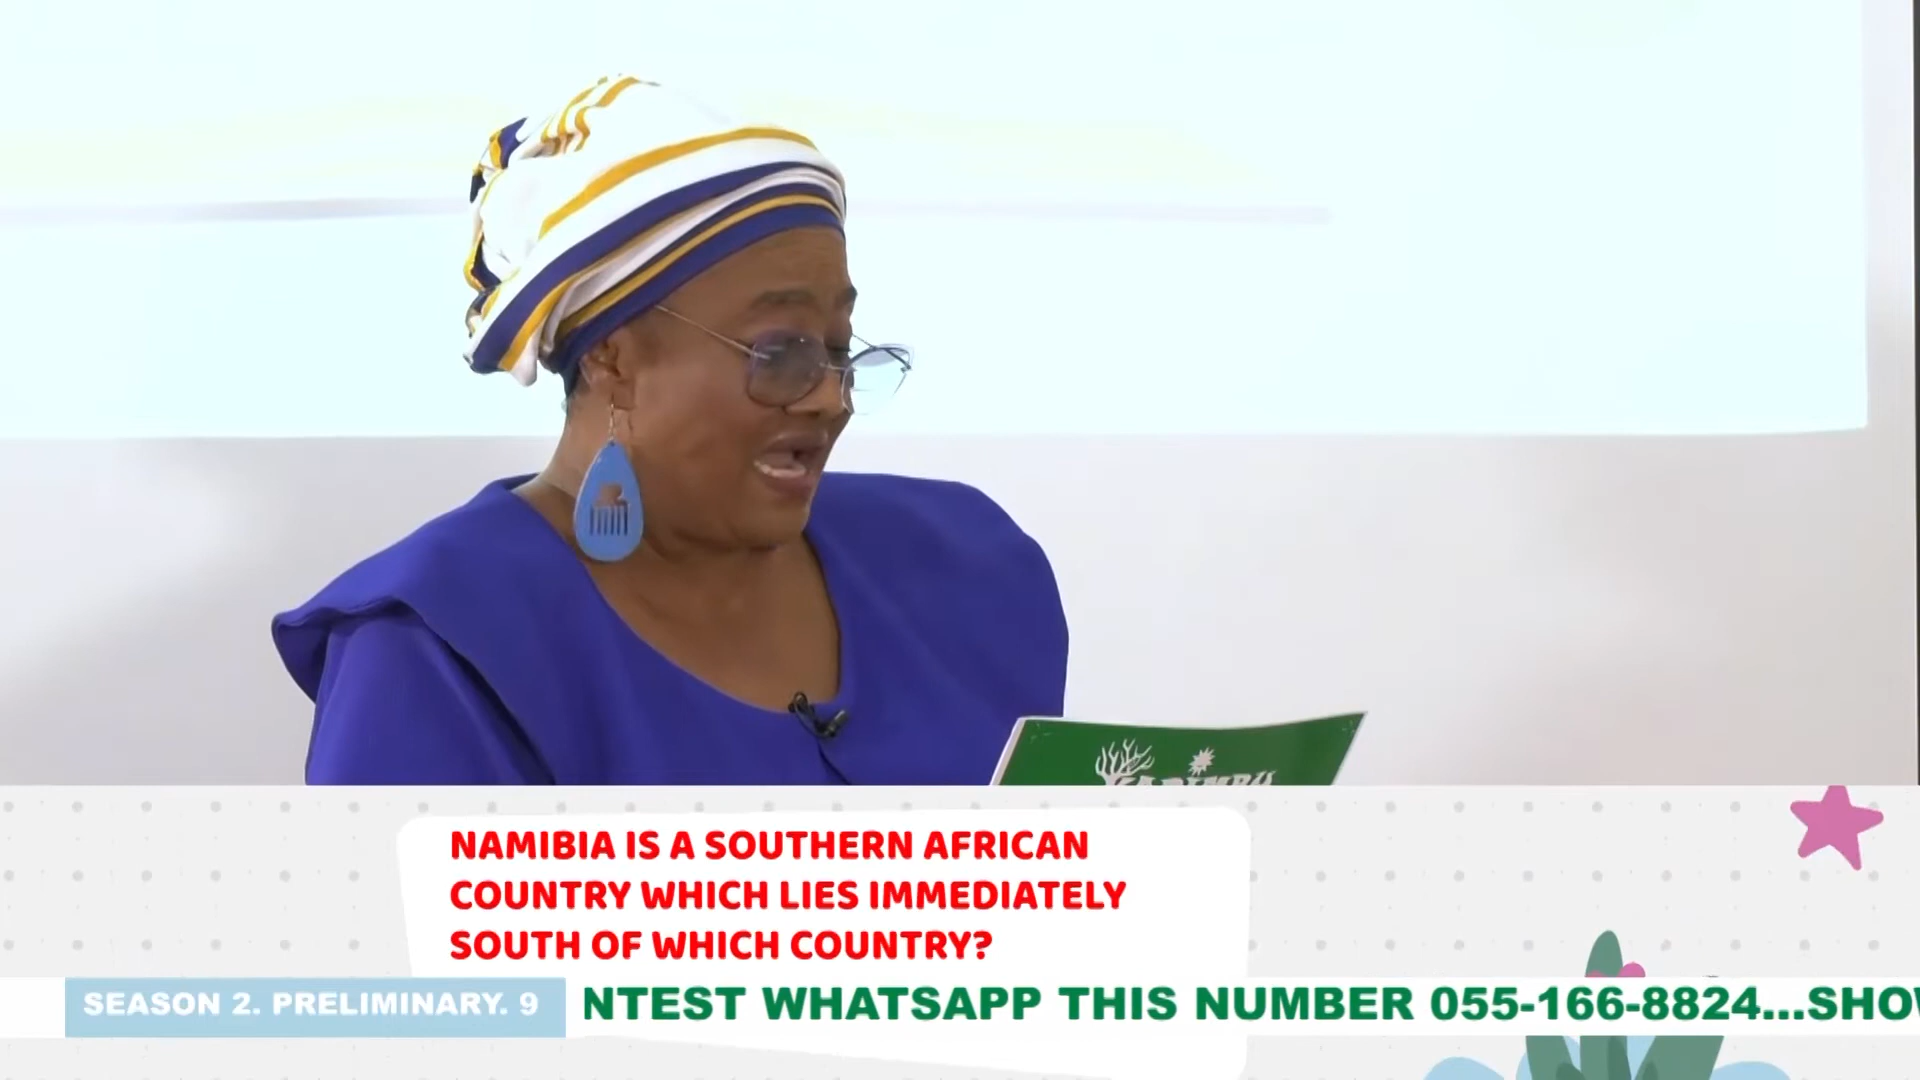 NAMIBIA IS A SOUTHERN AFRICAN
COUNTRY WHICH LIES IMMEDIATELY
SOUTH OF WHICH COUNTRY?
SEASON 2. PRELIMINARY. 9
NTEST WHATSAPP THIS NUMBER 055-166-8824...SHO